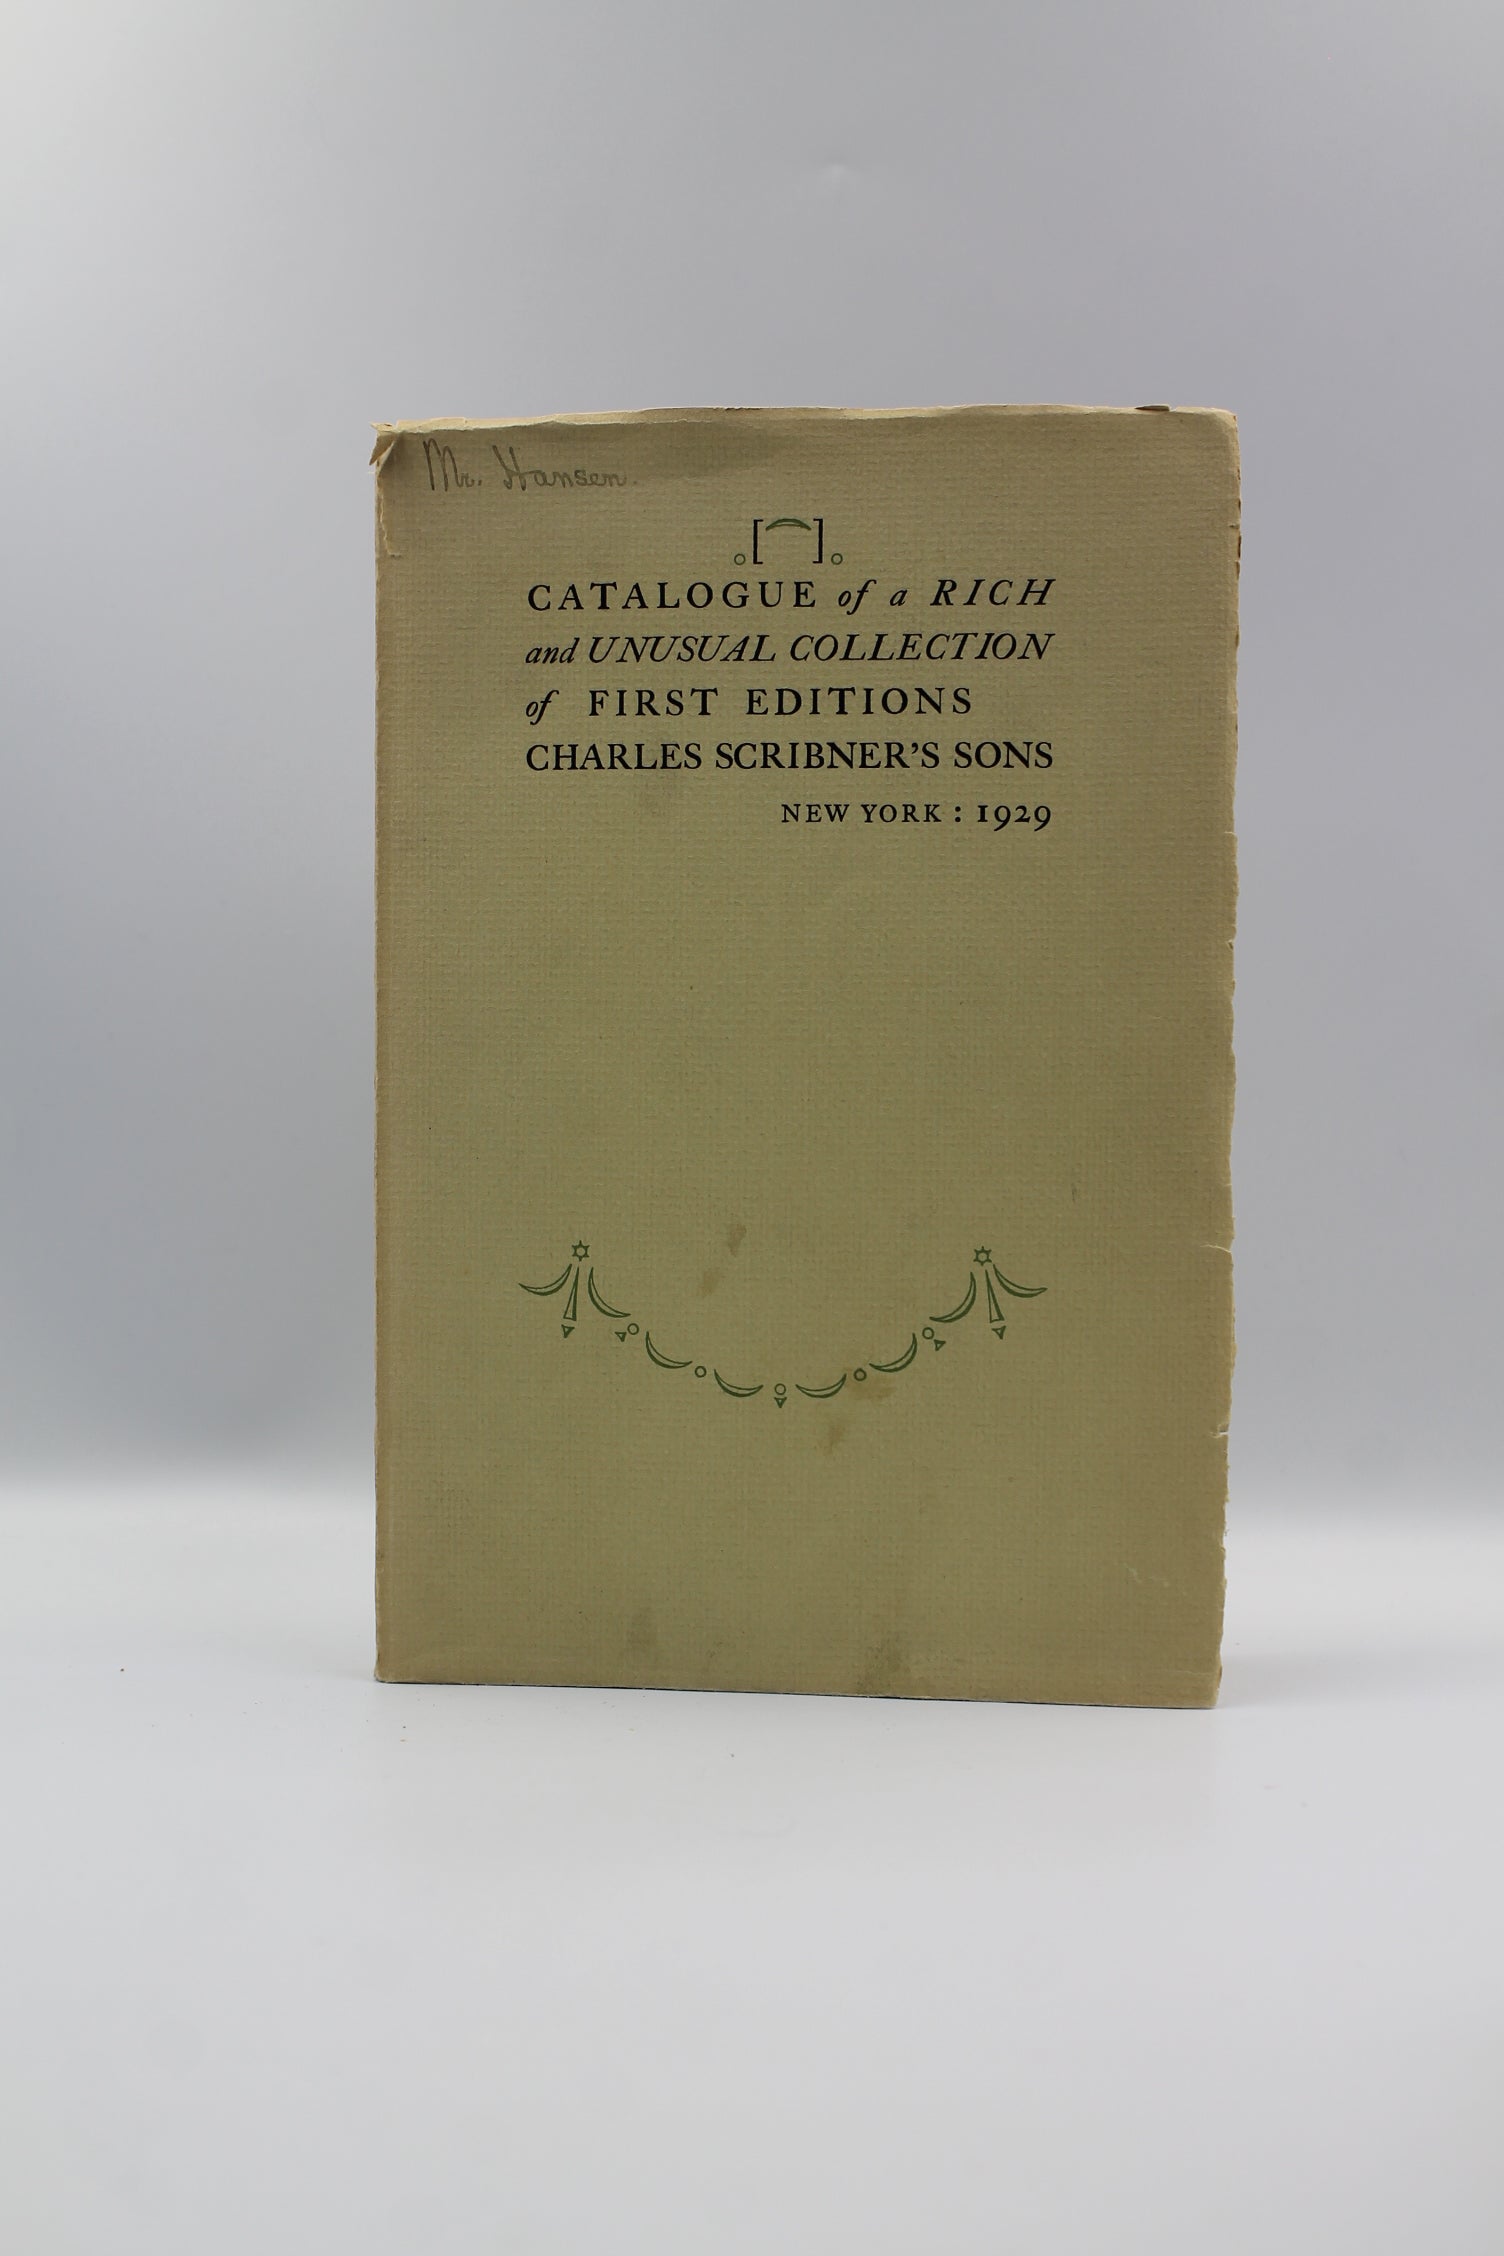 Mr. Hansen.
CATALOGUE of a RICH
and UNUSUAL COLLECTION
of FIRST EDITIONS
CHARLES SCRIBNER'S SONS
NEW YORK : 1929